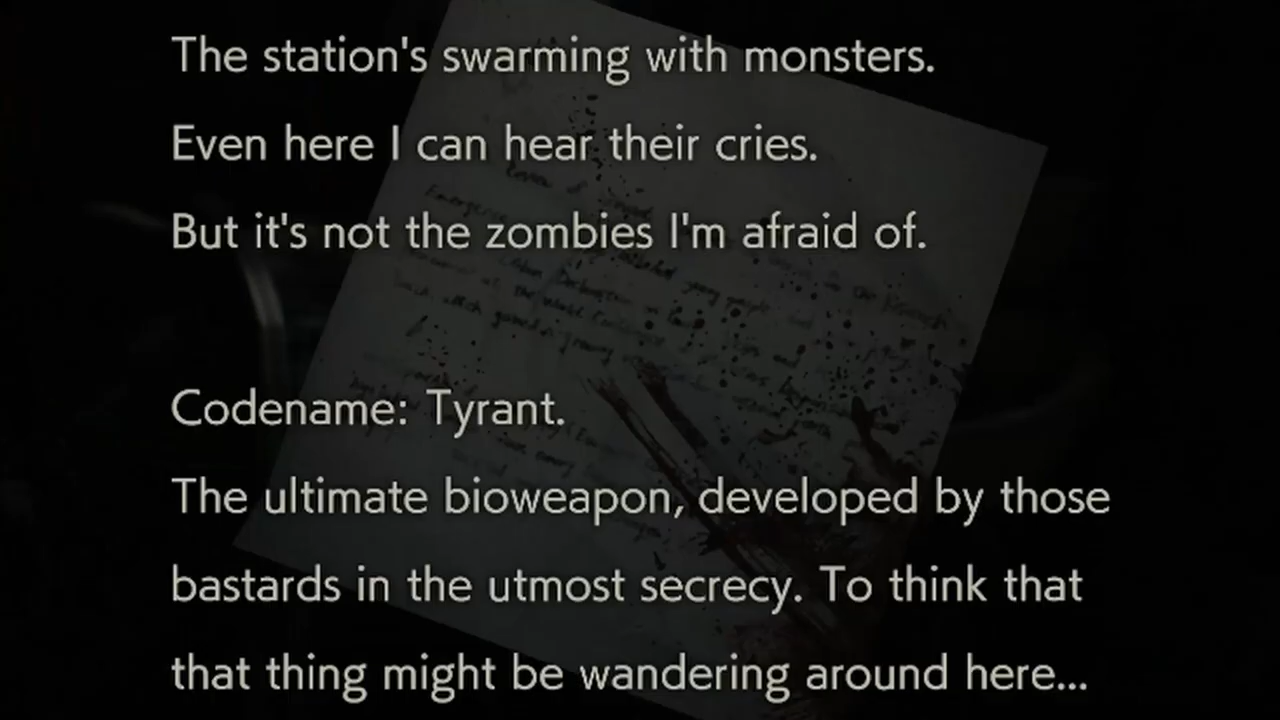 The station's swarming with monsters.
Even here I can hear their cries.
But it's not the zombies I'm afraid of.
Codename: Tyrant.
The ultimate bioweapon, developed by those
bastards in the utmost secrecy. To think that
that thing might be wandering around here...